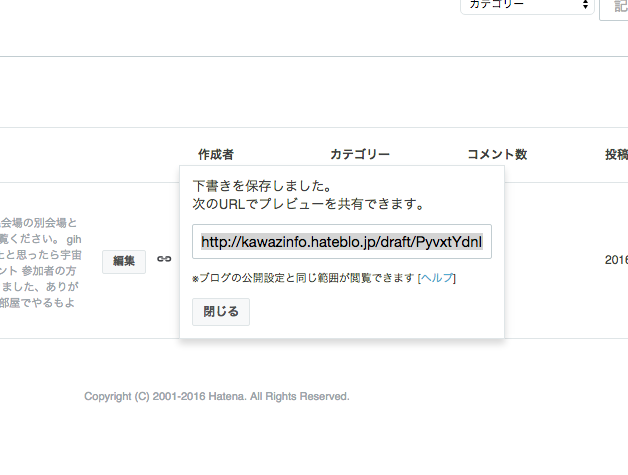 カテゴリー
記
作成者 カテゴリー コメント数 投稿
下書きを保存しました。
次のURLでプレビューを共有できます。
http://kawazinfo.hateblo.jp/draft/PyvxtYdnI
※ブログの公開設定と同じ範囲が閲覧できます [ヘルプ]
閉じる
会場の別会場と
覧ください。 gih
たと思ったら宇宙
ント 参加者の方
ました、ありが
部屋でやるもよ
編集
2016
Copyright (C) 2001-2016 Hatena. All Rights Reserved.